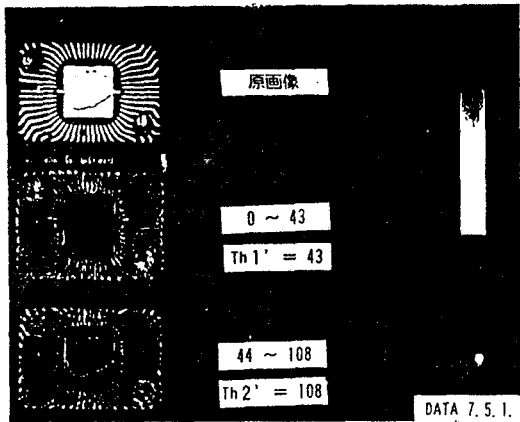 原画像
0 ~ 43
Th1' = 43
44 ~ 108
Th2' = 108
DATA 7.5.1.